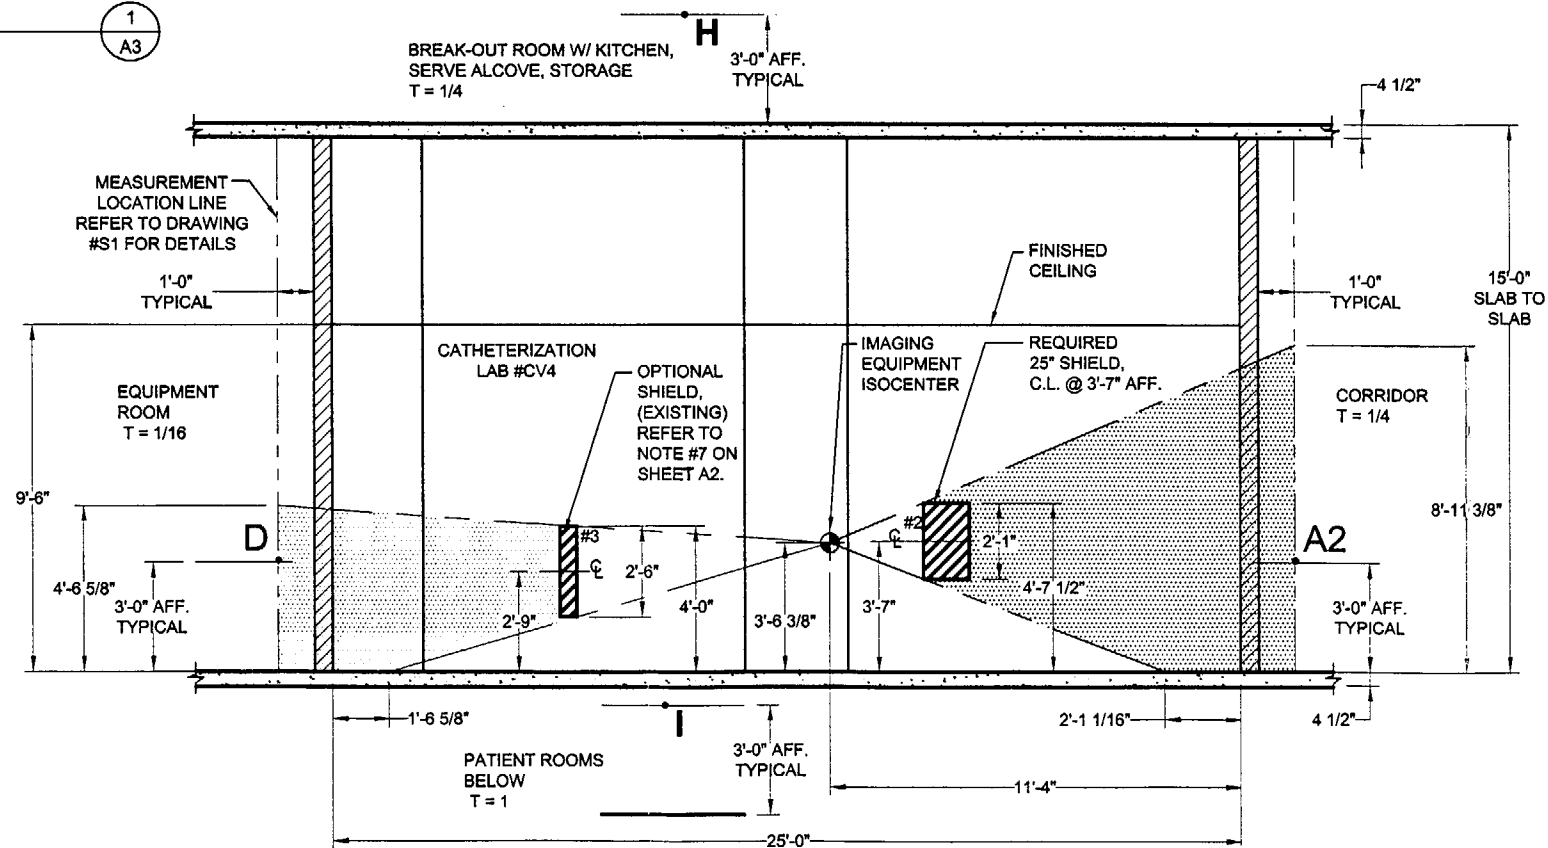 1
A3
H
BREAK-OUT ROOM W/ KITCHEN,
SERVE ALCOVE, STORAGE
T = 1/4
3'-0" AFF.
TYPICAL
4 1/2"
MEASUREMENT
LOCATION LINE
REFER TO DRAWING
#S1 FOR DETAILS
FINISHED
CEILING
1'-0"
TYPICAL
1'-0"
TYPICAL
15'-0"
SLAB TO
SLAB
CATHETERIZATION
LAB #CV4
OPTIONAL
SHIELD,
(EXISTING)
REFER TO
NOTE #7 ON
SHEET A2.
IMAGING
EQUIPMENT
ISOCENTER
REQUIRED
25" SHIELD,
C.L. @ 3'-7" AFF.
EQUIPMENT
ROOM
T = 1/16
CORRIDOR
T = 1/4
9'-6"
8'-11 3/8"
D
#3
CL
#2
CL
2'-1"
A2
4'-6 5/8"
3'-0" AFF.
TYPICAL
2'-9"
2'-6"
4'-0"
3'-6 3/8"
3'-7"
4'-7 1/2"
3'-0" AFF.
TYPICAL
1'-6 5/8"
I
2'-1 1/16"
4 1/2"
PATIENT ROOMS
BELOW
T = 1
3'-0" AFF.
TYPICAL
11'-4"
25'-0"